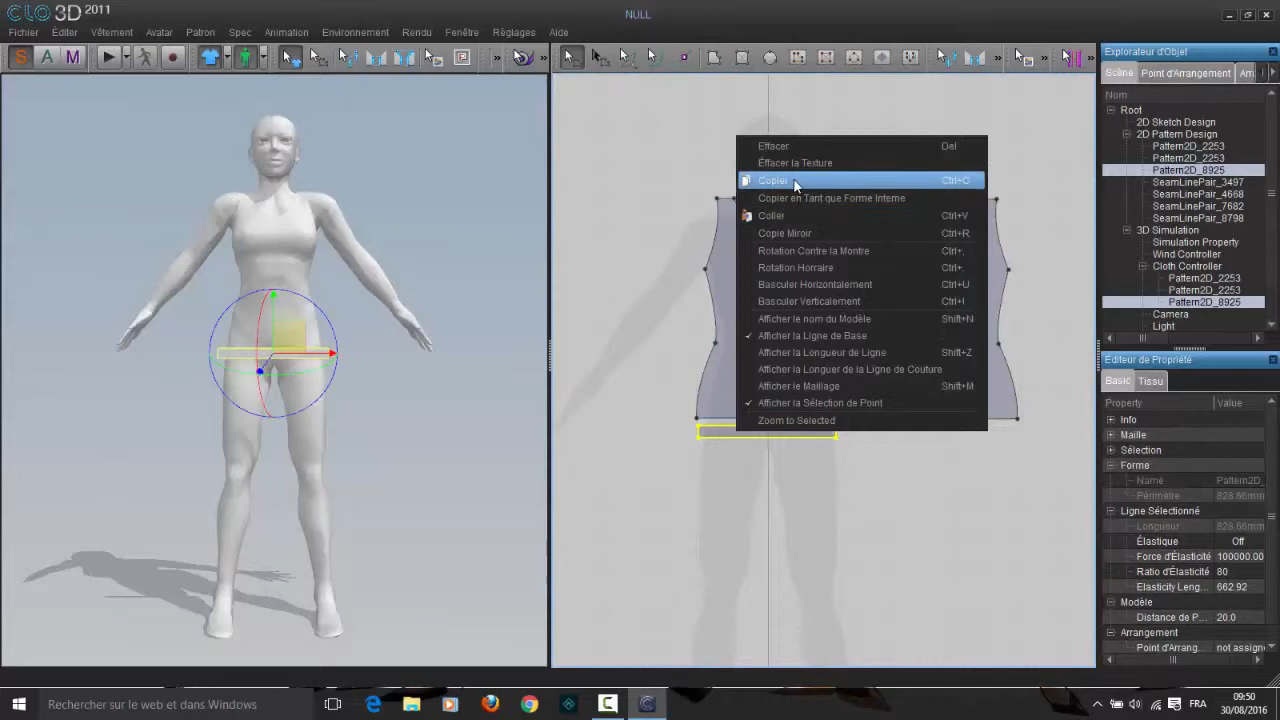 CLO 3D 2011
NULL
Fichier Éditer Vêtement Avatar Patron Spec Animation Environnement Rendu Fenêtre Règlages Aide
S A M
Explorateur d'Objet
Scène Point d'Arrangement Arr
Nom
Root
2D Sketch Design
2D Pattern Design
Pattern2D_2253
Pattern2D_2253
Pattern2D_8925
SeamLinePair_3497
SeamLinePair_4668
SeamLinePair_7682
SeamLinePair_8798
3D Simulation
Simulation Property
Wind Controller
Cloth Controller
Pattern2D_2253
Pattern2D_2253
Pattern2D_8925
Camera
Light
Effacer Del
Éffacer la Texture
Copier Ctrl+C
Copier en Tant que Forme Interne
Coller Ctrl+V
Copie Miroir Ctrl+R
Rotation Contre la Montre Ctrl+,
Rotation Horraire Ctrl+.
Basculer Horizontalement Ctrl+U
Basculer Verticalement Ctrl+I
Afficher le nom du Modèle Shift+N
Afficher la Ligne de Base
Afficher la Longueur de Ligne Shift+Z
Afficher la Longuer de la Ligne de Couture
Afficher le Maillage Shift+M
Afficher la Sélection de Point
Zoom to Selected
Éditeur de Propriété
Basic Tissu
Property Value
Info
Maille
Sélection
Forme
Name Pattern2D_
Périmètre 828.66mm
Ligne Sélectionné
Longueur 828.66mm
Élastique Off
Force d'Élasticité 100000.00
Ratio d'Élasticité 80
Elasticity Leng... 662.92
Modèle
Distance de P... 20.0
Arrangement
Point d'Arrang... not assigne
Rechercher sur le web et dans Windows
FRA
09:50
30/08/2016